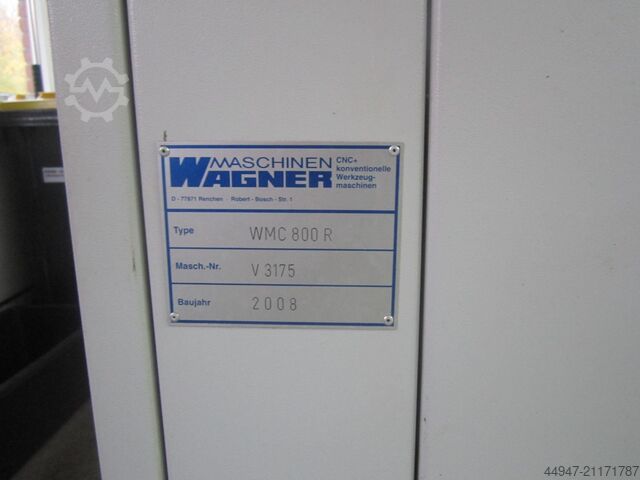 MASCHINEN
WAGNER
CNC+
konventionelle
Werkzeug-
maschinen
D - 77871 Renchen · Robert - Bosch - Str. 1
Type WMC 800 R
Masch.-Nr. V 3175
Baujahr 2008
44947-21171787